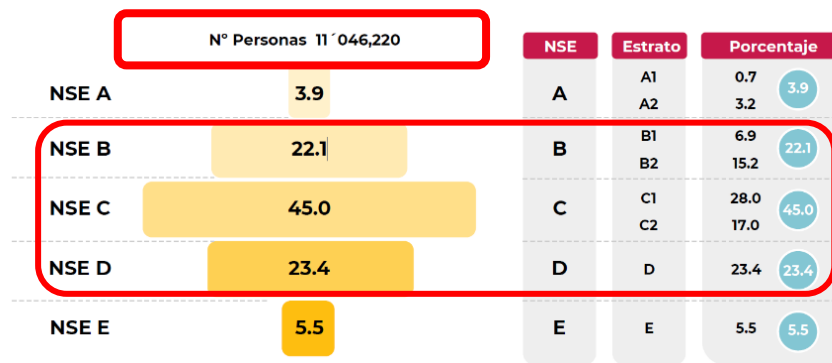 Nº Personas 11´046,220
NSE Estrato Porcentaje
NSE A 3.9 A A1 0.7 3.9
A2 3.2
NSE B 22.1 B B1 6.9 22.1
B2 15.2
NSE C 45.0 C C1 28.0 45.0
C2 17.0
NSE D 23.4 D D 23.4 23.4
NSE E 5.5 E E 5.5 5.5